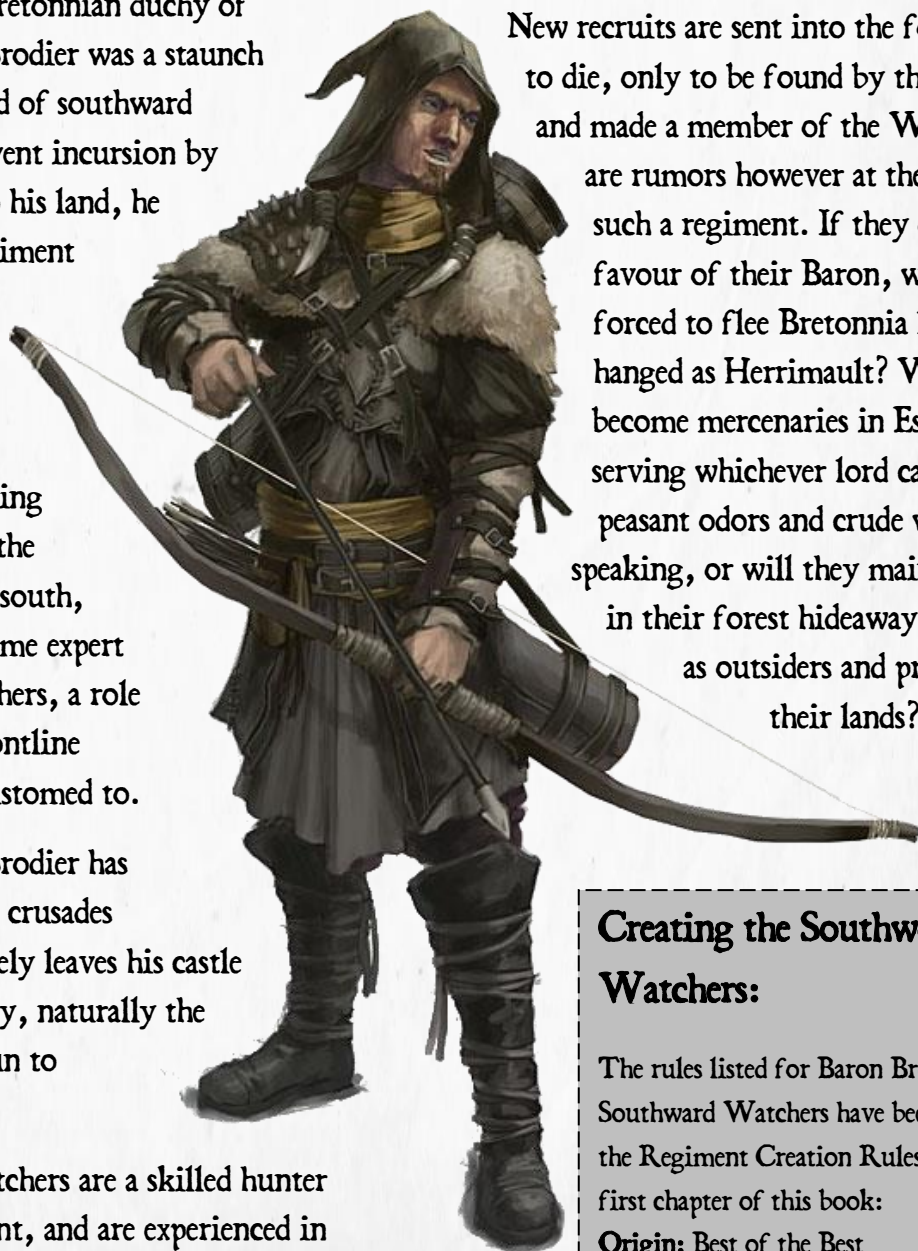 retonnian duchy of
rodier was a staunch
d of southward
vent incursion by
his land, he
iment
ing
the
south,
me expert
hers, a role
ontline
stomed to.
rodier has
crusades
ely leaves his castle
y, naturally the
un to
tchers are a skilled hunter
nt, and are experienced in
New recruits are sent into the fo
to die, only to be found by th
and made a member of the W
are rumors however at the
such a regiment. If they
favour of their Baron, w
forced to flee Bretonnia
hanged as Herrimault? V
become mercenaries in Es
serving whichever lord ca
peasant odors and crude
speaking, or will they mai
in their forest hideaway
as outsiders and pr
their lands?
Creating the Southw
Watchers:
The rules listed for Baron Br
Southward Watchers have bee
the Regiment Creation Rules
first chapter of this book:
Origin: Best of the Best